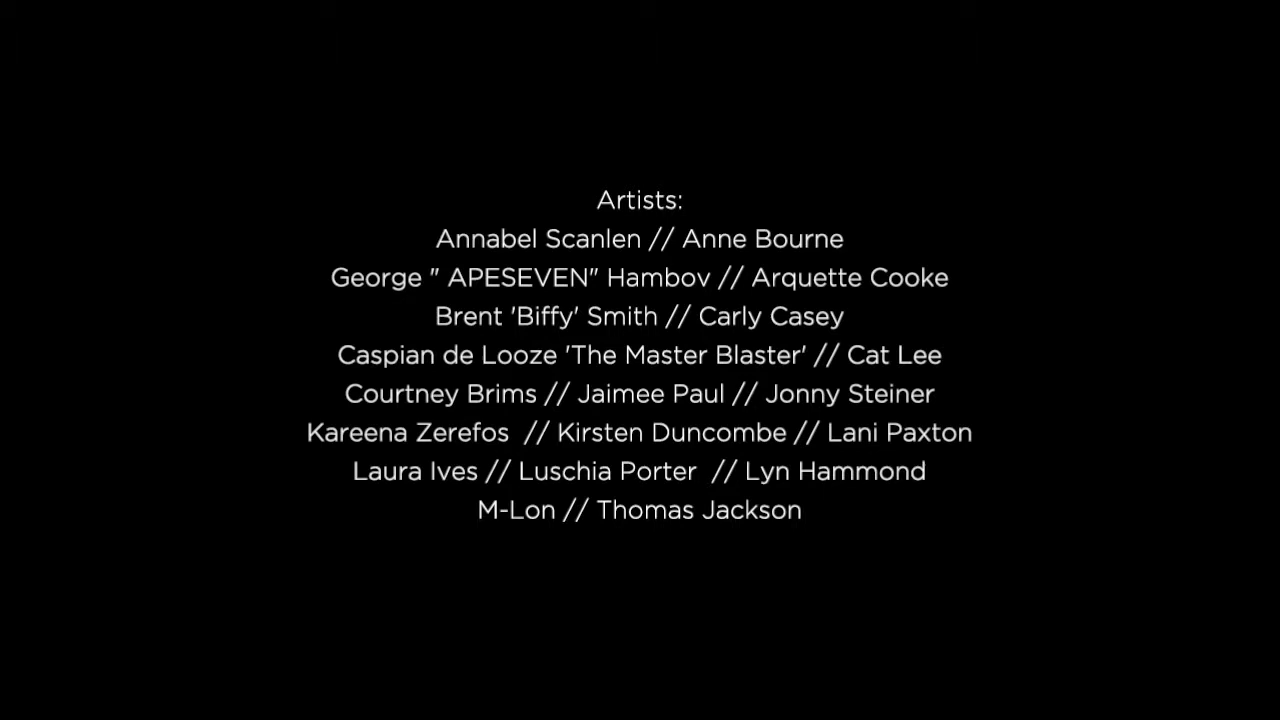 Artists:
Annabel Scanlen // Anne Bourne
George " APESEVEN" Hambov // Arquette Cooke
Brent 'Biffy' Smith // Carly Casey
Caspian de Looze 'The Master Blaster' // Cat Lee
Courtney Brims // Jaimee Paul // Jonny Steiner
Kareena Zerefos  // Kirsten Duncombe // Lani Paxton
Laura Ives // Luschia Porter  // Lyn Hammond
M-Lon // Thomas Jackson